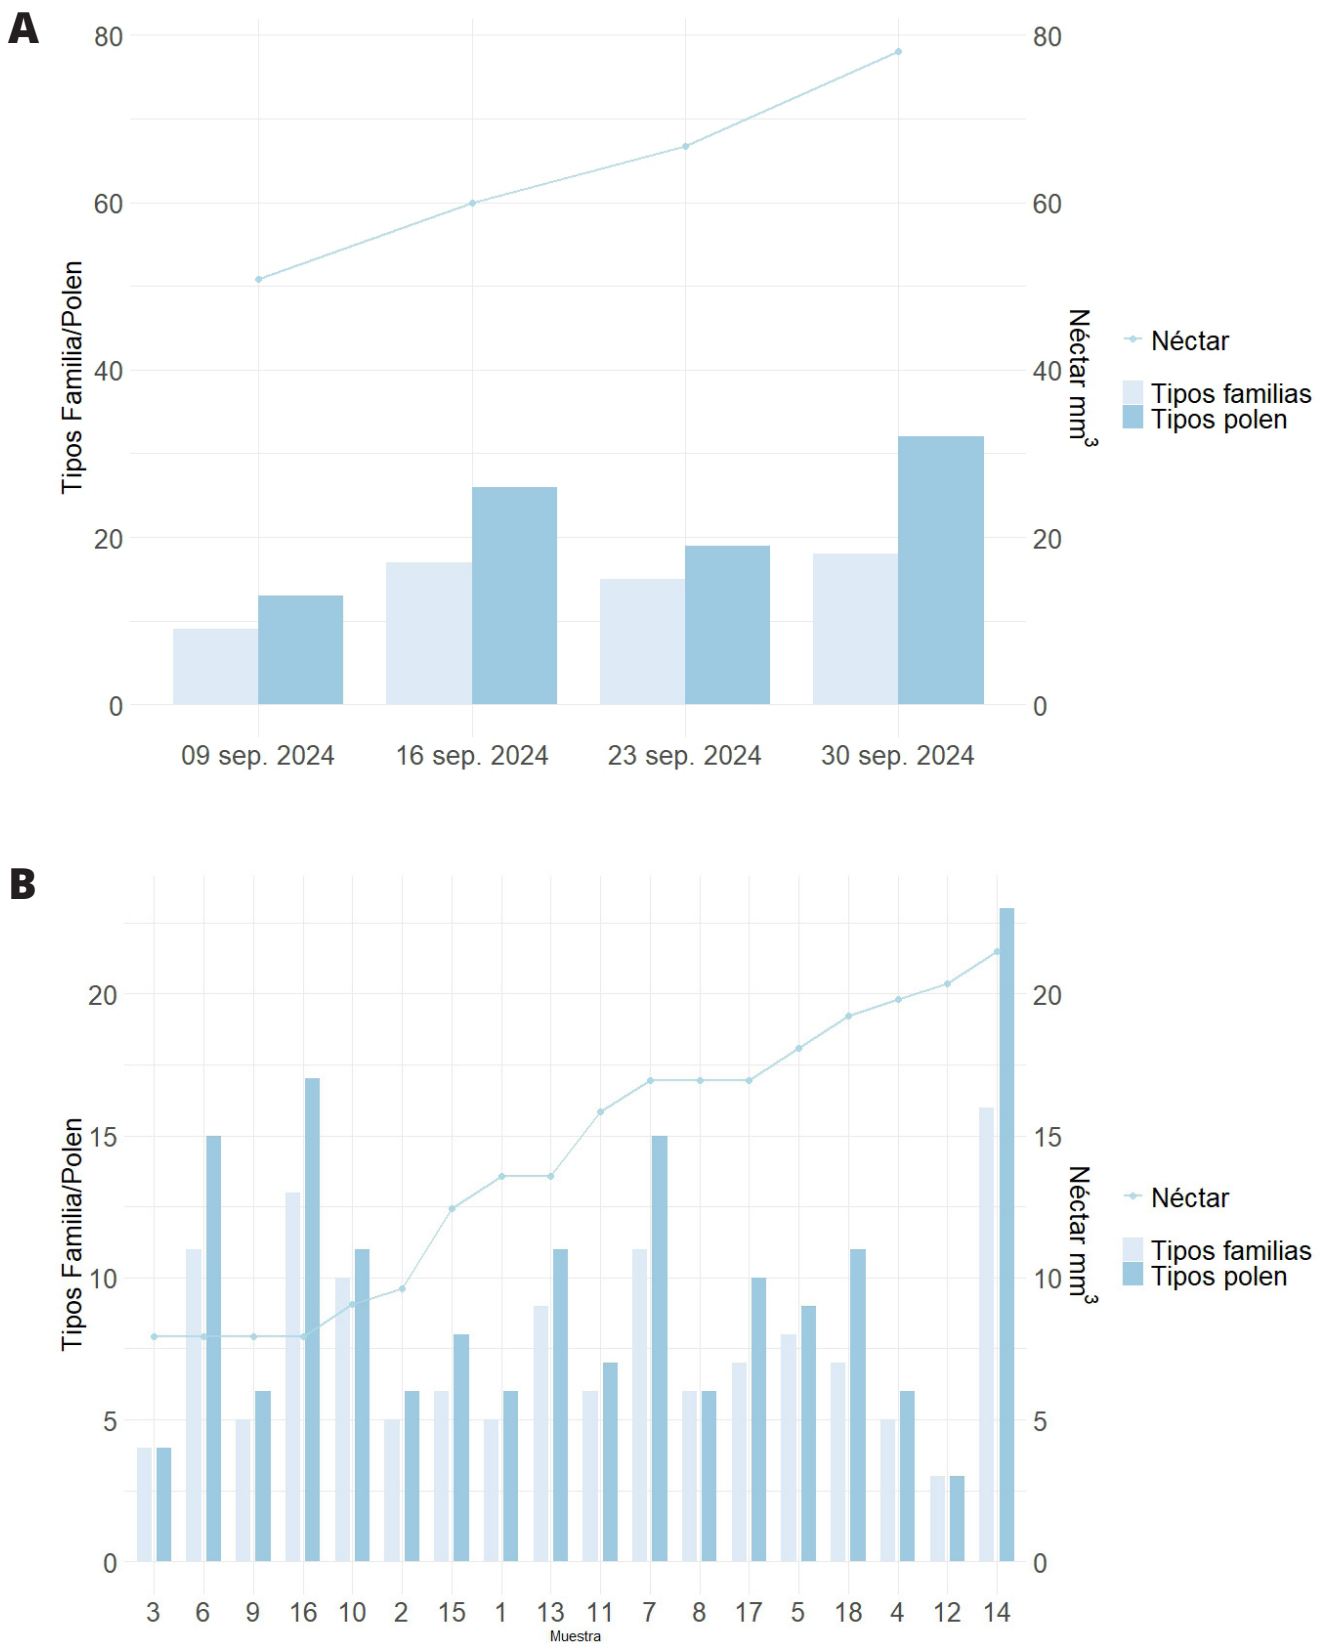 A
80
60
40
20
0
Tipos Familia/Polen
80
60
40
20
0
Néctar mm³
09 sep. 2024 16 sep. 2024 23 sep. 2024 30 sep. 2024
Néctar
Tipos familias
Tipos polen
B
20
15
10
5
0
Tipos Familia/Polen
20
15
10
5
0
Néctar mm³
3 6 9 16 10 2 15 1 13 11 7 8 17 5 18 4 12 14
Muestra
Néctar
Tipos familias
Tipos polen